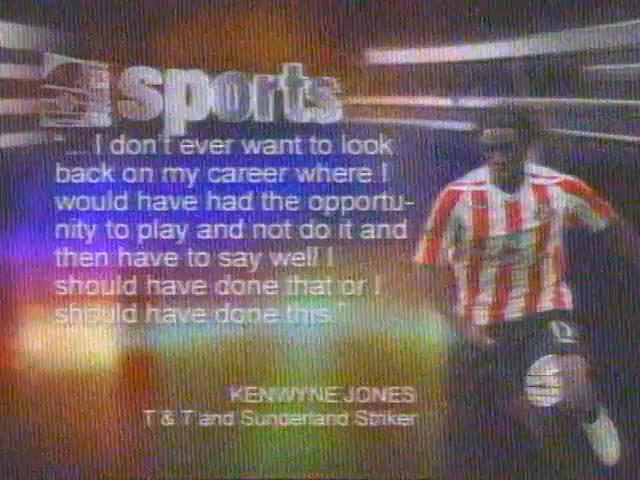 sports
"... I don't ever want to look
back on my career where I
would have had the opportu-
nity to play and not do it and
then have to say well I
should have done that or I
should have done this."
KENWYNE JONES
T & T and Sunderland Striker